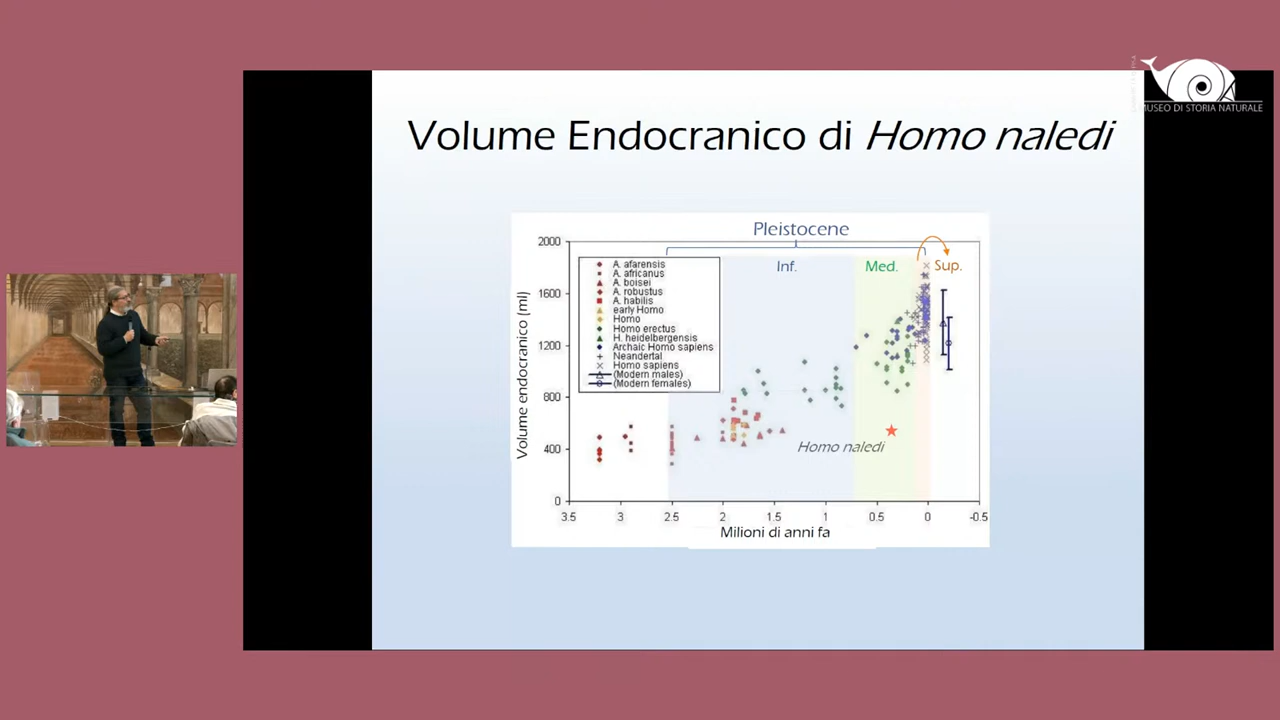 MUSEO DI STORIA NATURALE
Volume Endocranico di Homo naledi
Pleistocene
Inf.
Med.
Sup.
2000
1600
1200
800
400
0
Volume endocranico (ml)
A. afarensis
A. africanus
A. boisei
A. robustus
A. habilis
early Homo
Homo
Homo erectus
H. heidelbergensis
Archaic Homo sapiens
Neandertal
Homo sapiens
(Modern males)
(Modern females)
Homo naledi
3.5 3 2.5 2 1.5 1 0.5 0 -0.5
Milioni di anni fa